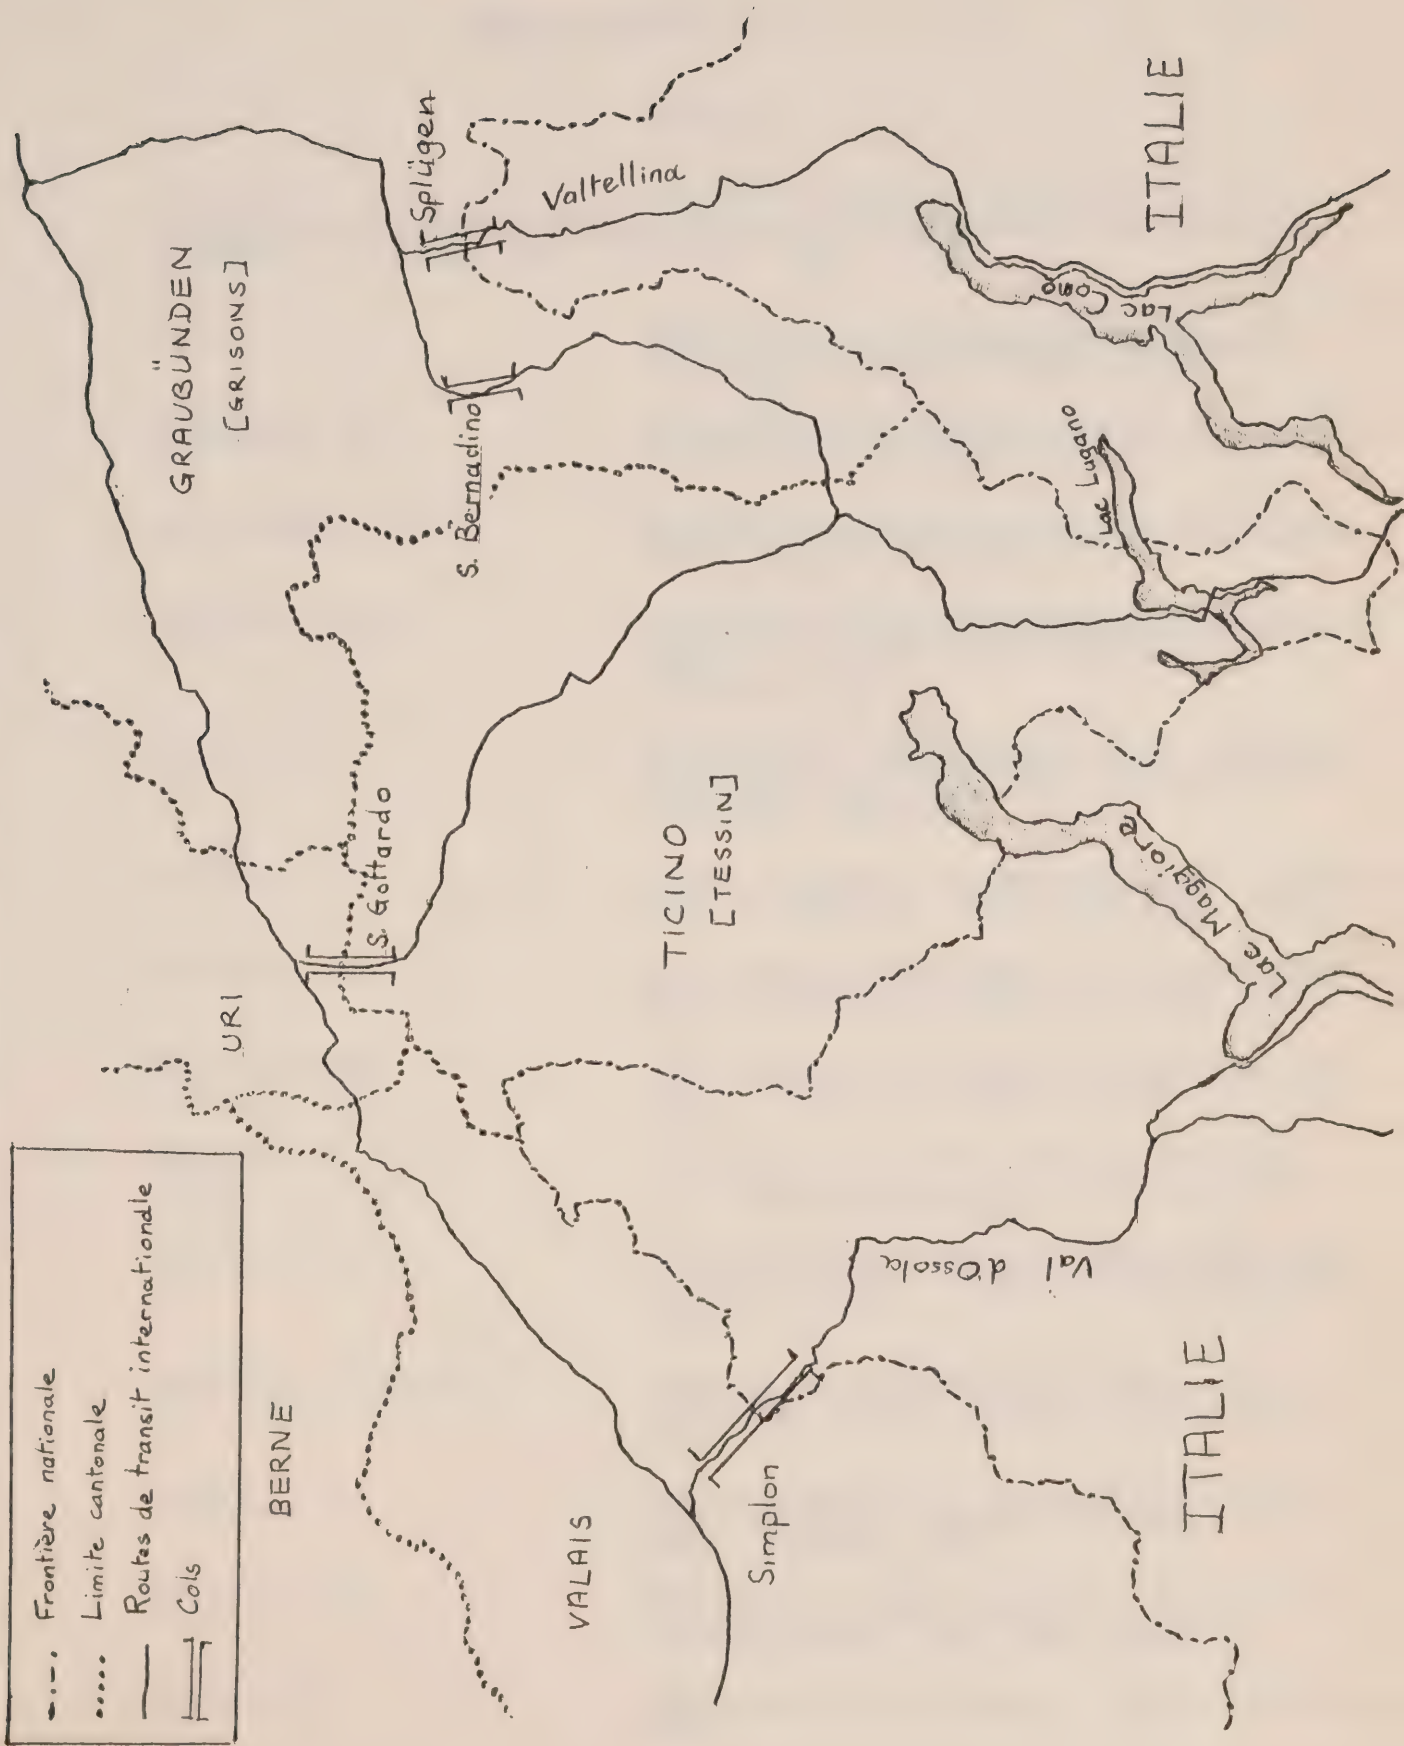 Frontière nationale
Limite cantonale
Routes de transit internationale
Cols
BERNE
URI
GRAUBÜNDEN
[GRISONS]
VALAIS
S. Gottardo
S. Bernadino
Splügen
Valtellina
Simplon
TICINO
[TESSIN]
Val d'Ossola
Lac Maggiore
Lac Lugano
Lac Como
ITALIE
ITALIE